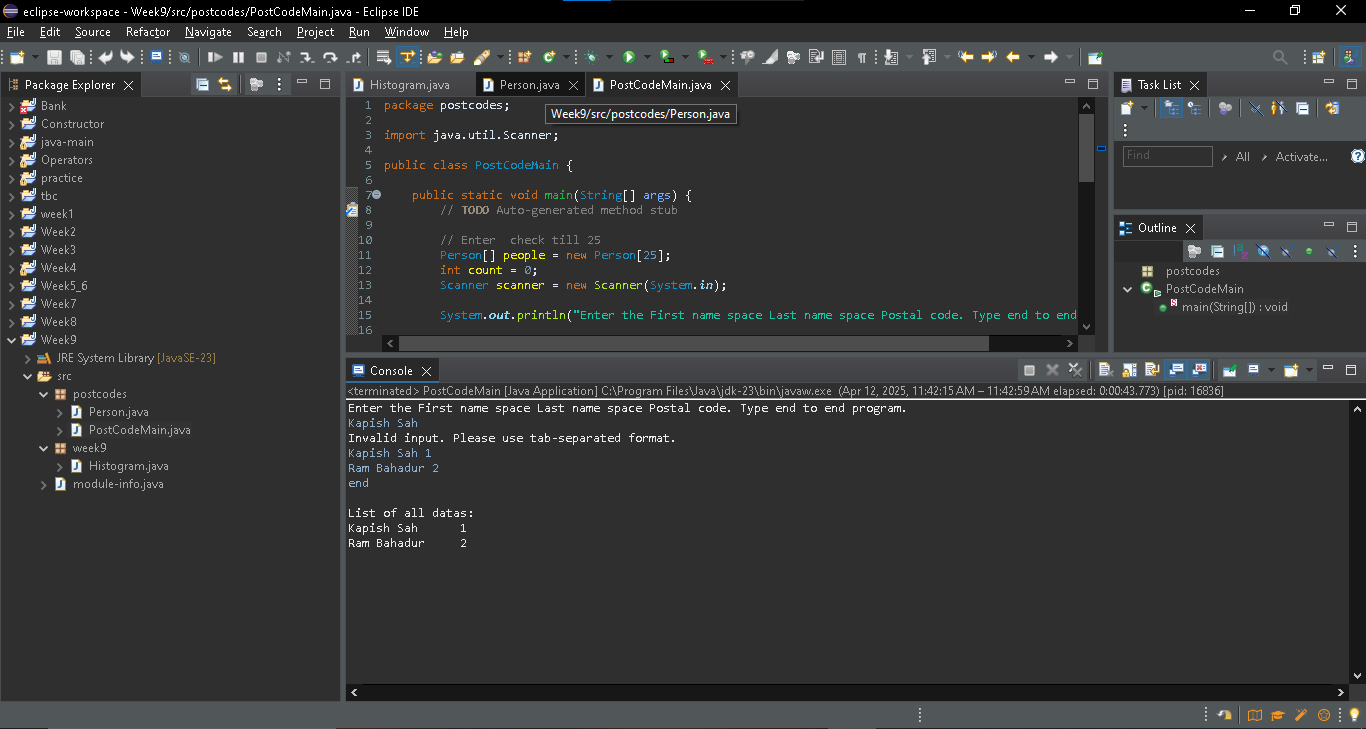 eclipse-workspace - Week9/src/postcodes/PostCodeMain.java - Eclipse IDE
File Edit Source Refactor Navigate Search Project Run Window Help
Package Explorer
Bank
Constructor
java-main
Operators
practice
tbc
week1
Week2
Week3
Week4
Week5_6
Week7
Week8
Week9
JRE System Library [JavaSE-23]
src
postcodes
Person.java
PostCodeMain.java
week9
Histogram.java
module-info.java
Histogram.java Person.java PostCodeMain.java
Week9/src/postcodes/Person.java
1 package postcodes;
2
3 import java.util.Scanner;
4
5 public class PostCodeMain {
6
7 public static void main(String[] args) {
8 // TODO Auto-generated method stub
9
10 // Enter  check till 25
11 Person[] people = new Person[25];
12 int count = 0;
13 Scanner scanner = new Scanner(System.in);
14
15 System.out.println("Enter the First name space Last name space Postal code. Type end to end
16
Console
<terminated> PostCodeMain [Java Application] C:\Program Files\Java\jdk-23\bin\javaw.exe (Apr 12, 2025, 11:42:15 AM – 11:42:59 AM elapsed: 0:00:43.773) [pid: 16836]
Enter the First name space Last name space Postal code. Type end to end program.
Kapish Sah
Invalid input. Please use tab-separated format.
Kapish Sah 1
Ram Bahadur 2
end
List of all datas:
Kapish Sah 1
Ram Bahadur 2
Task List
Find All Activate...
Outline
postcodes
PostCodeMain
main(String[]) : void